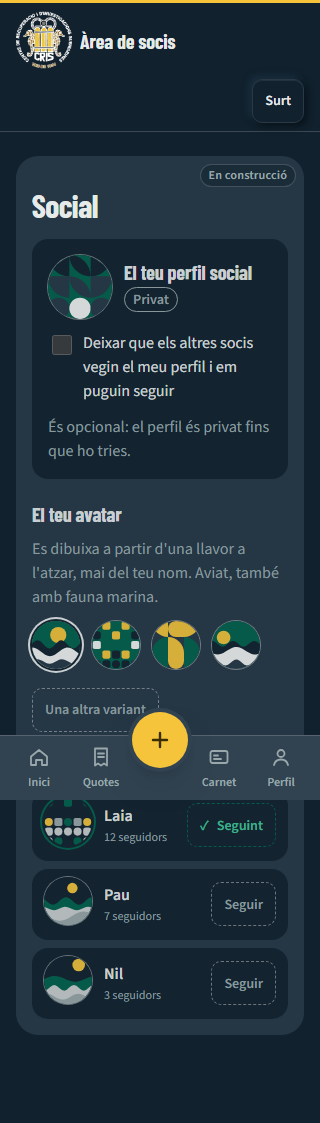 CRIS
Àrea de socis
Surt
En construcció
Social
El teu perfil social
Privat
Deixar que els altres socis
vegin el meu perfil i em
puguin seguir
És opcional: el perfil és privat fins
que ho tries.
El teu avatar
Es dibuixa a partir d'una llavor a
l'atzar, mai del teu nom. Aviat, també
amb fauna marina.
Una altra variant
+
Inici
Quotes
Carnet
Perfil
Laia
12 seguidors
✓ Seguint
Pau
7 seguidors
Seguir
Nil
3 seguidors
Seguir